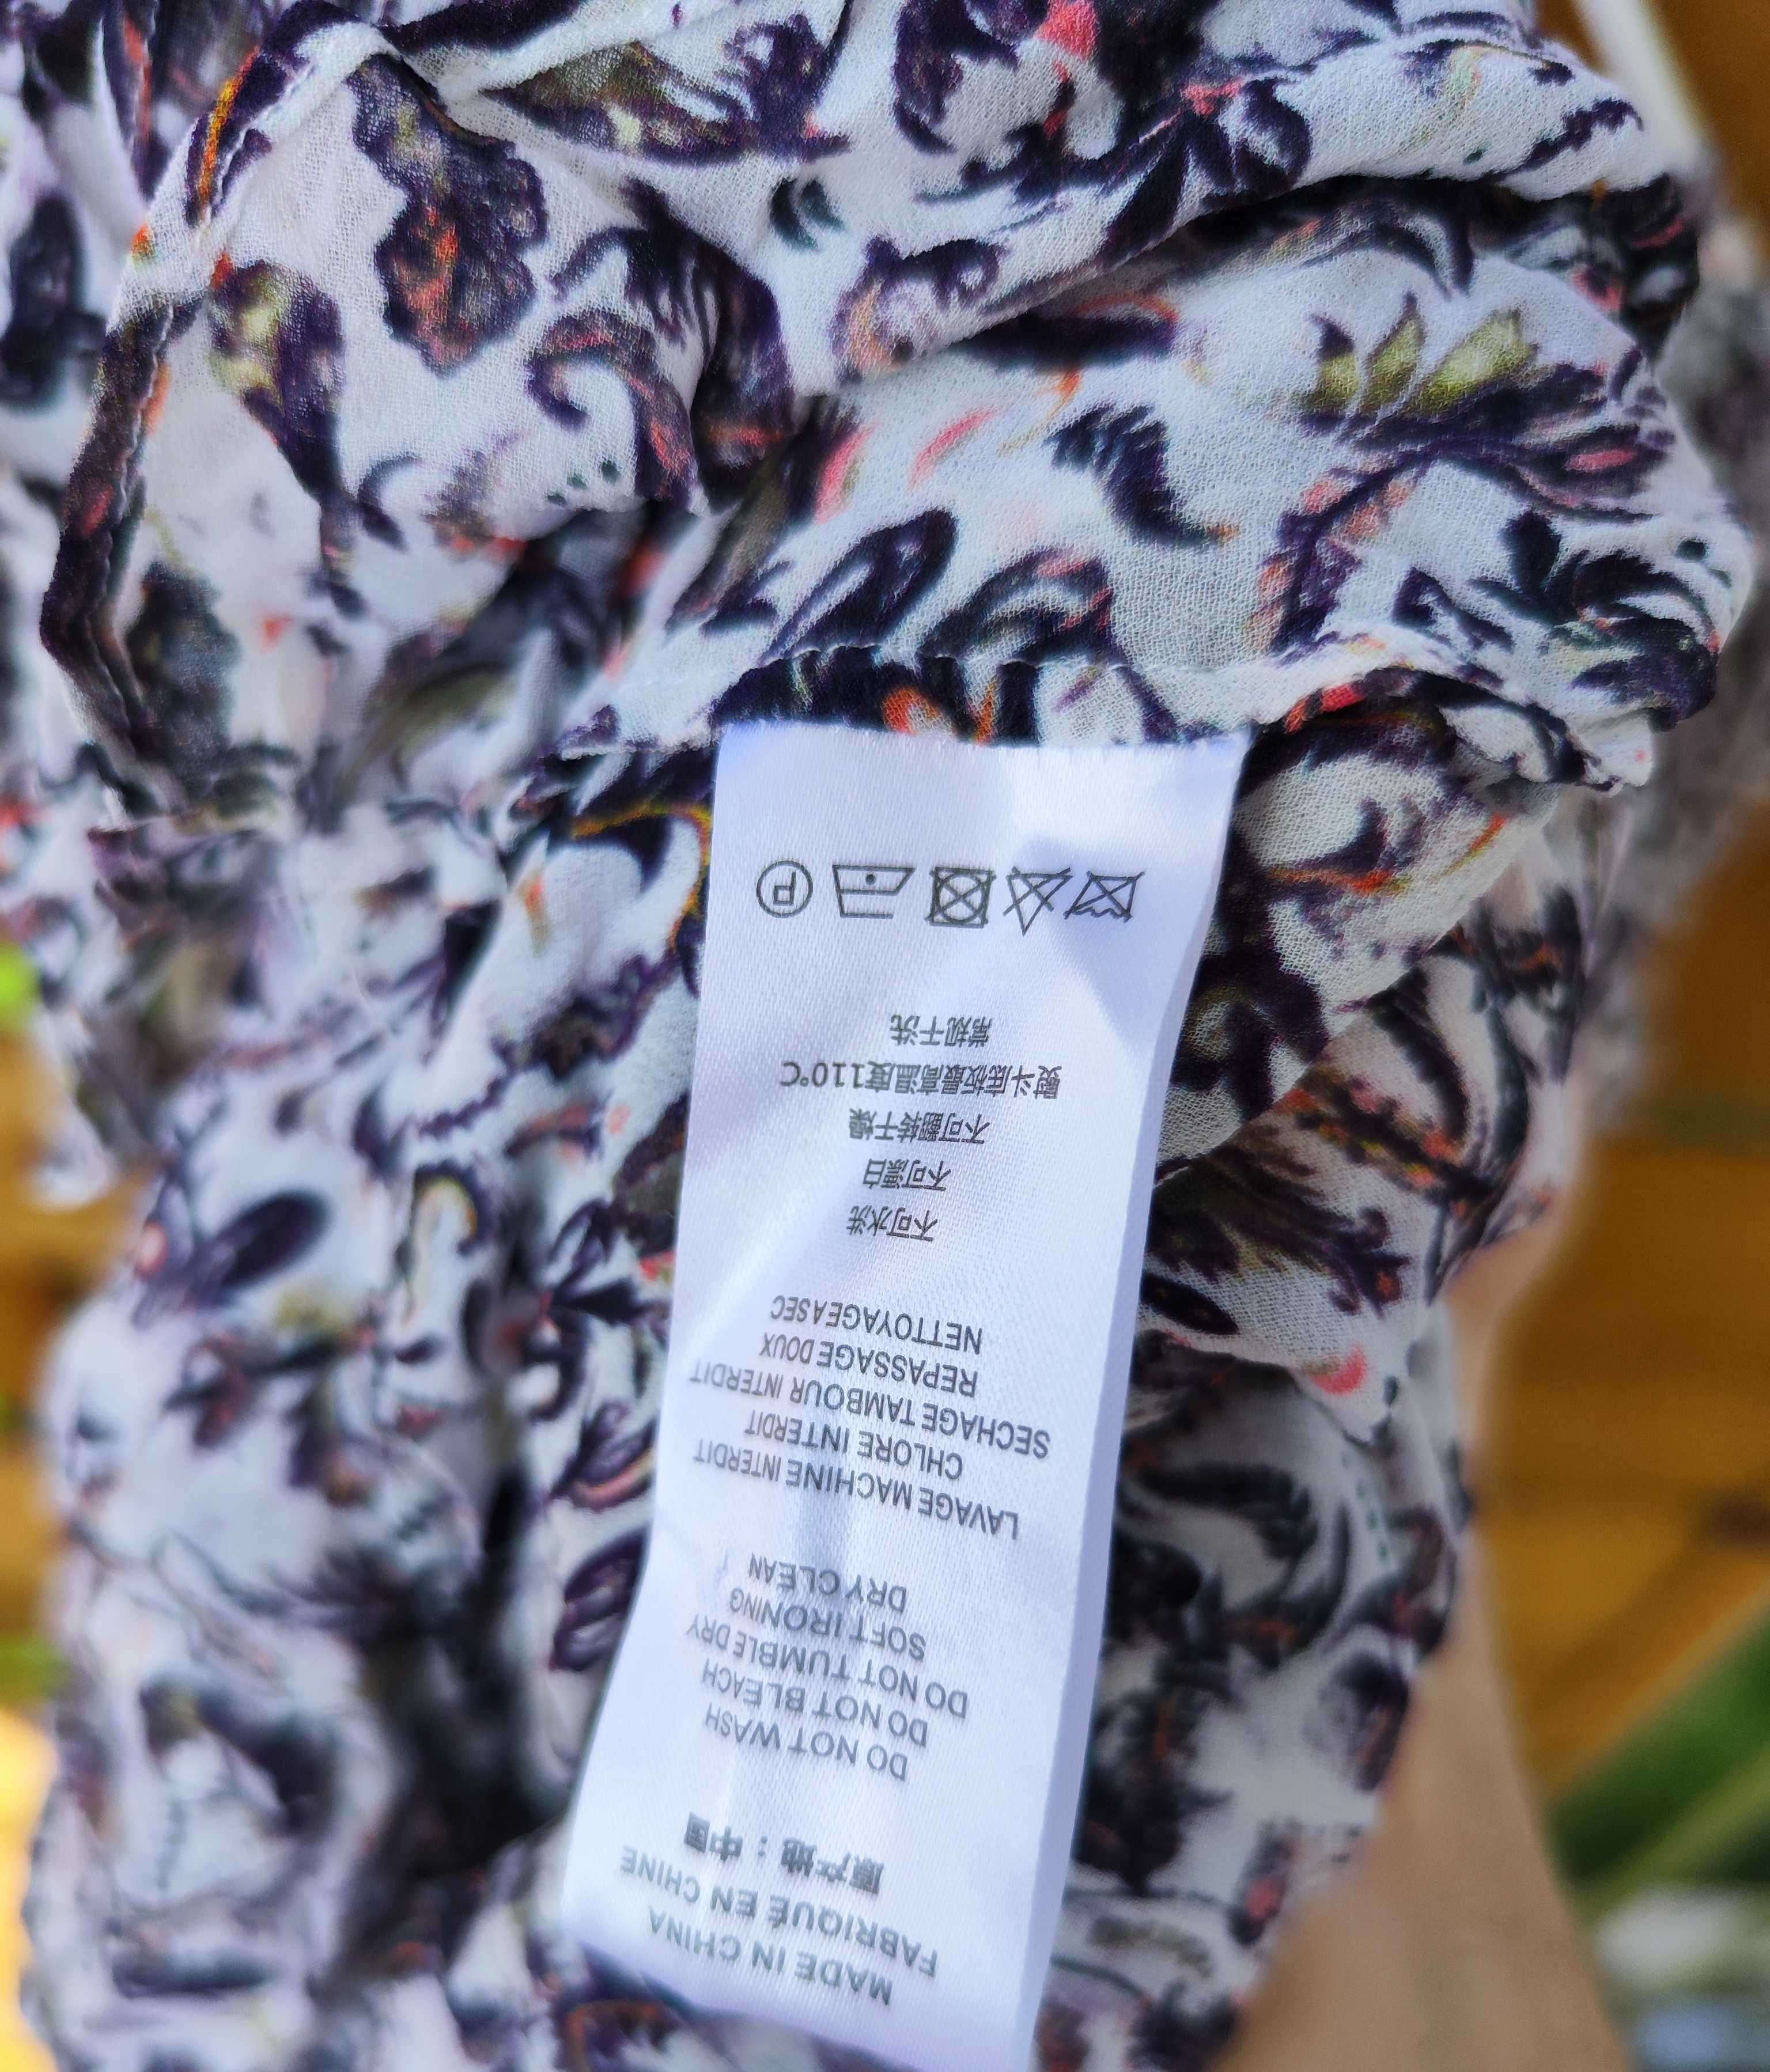 MADE IN CHINA
FABRIQUÉ EN CHINE
原产地：中国
DO NOT WASH
DO NOT BLEACH
DO NOT TUMBLE DRY
SOFT IRONING
DRY CLEAN
LAVAGE MACHINE INTERDIT
CHLORE INTERDIT
SECHAGE TAMBOUR INTERDIT
REPASSAGE DOUX
NETTOYAGE A SEC
不可水洗
不可漂白
不可翻转干燥
熨斗底板最高温度110℃
常规干洗
P